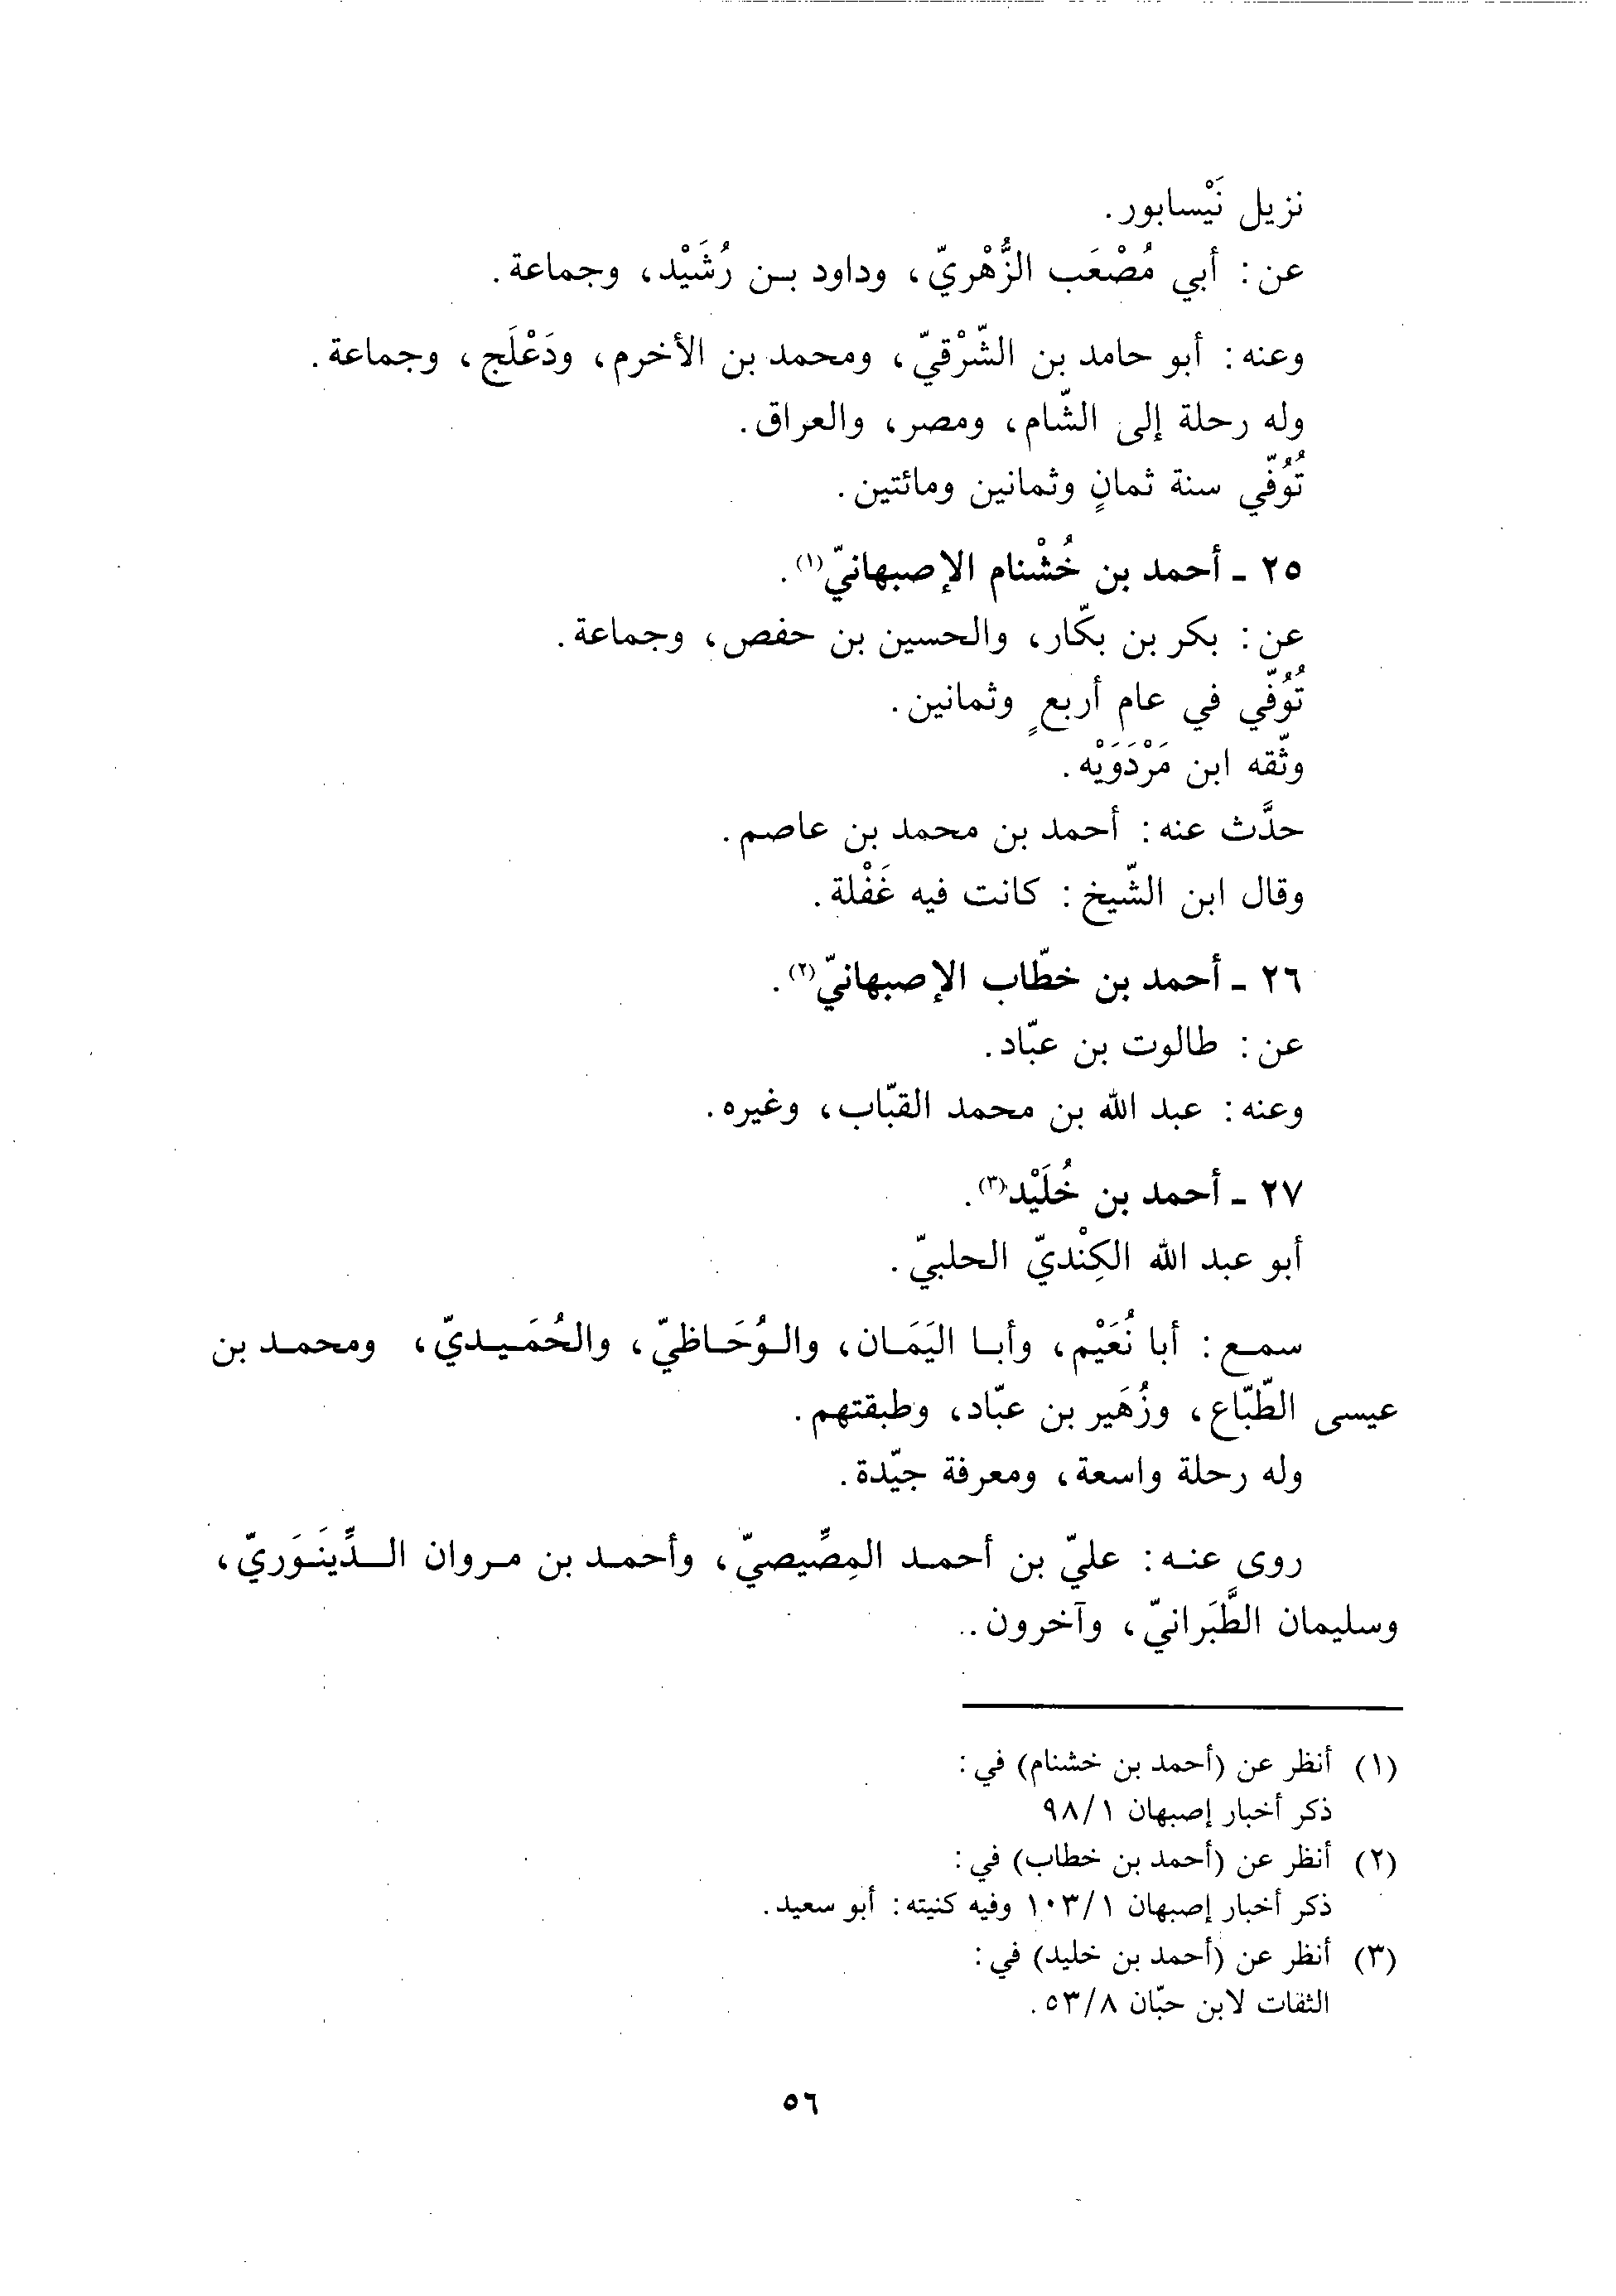 نزيل نَيْسابور.
عن: أبي مُصْعَب الزُّهْريّ، وداود بن رُشَيْد، وجماعة.
وعنه: أبو حامد بن الشّرْقيّ، ومحمد بن الأخرم، ودَعْلَج، وجماعة.
وله رحلة إلى الشّام، ومصر، والعراق.
تُوُفّي سنة ثمانٍ وثمانين ومائتين.
٢٥ ـ أحمد بن خُشْنام الإصبهانيّ(١).
عن: بكر بن بكّار، والحسين بن حفص، وجماعة.
تُوُفّي في عام أربعٍ وثمانين.
وثّقه ابن مَرْدَوَيْه.
حدَّث عنه: أحمد بن محمد بن عاصم.
وقال ابن الشّيخ: كانت فيه غَفْلة.
٢٦ ـ أحمد بن خطّاب الإصبهانيّ(٢).
عن: طالوت بن عبّاد.
وعنه: عبد الله بن محمد القبّاب، وغيره.
٢٧ ـ أحمد بن خُلَيْد(٣).
أبو عبد الله الكِنْديّ الحلبيّ.
سمع: أبا نُعَيْم، وأبا اليَمَان، والوُحَاظيّ، والحُمَيديّ، ومحمد بن
عيسى الطّبّاع، وزُهَير بن عبّاد، وطبقتهم.
وله رحلة واسعة، ومعرفة جيّدة.
روى عنه: عليّ بن أحمد المِصِّيصيّ، وأحمد بن مروان الدِّينَوَريّ،
وسليمان الطَّبَرانيّ، وآخرون..
(١) أنظر عن (أحمد بن خشنام) في:
ذكر أخبار إصبهان ٩٨/١
(٢) أنظر عن (أحمد بن خطاب) في:
ذكر أخبار إصبهان ١٠٣/١ وفيه كنيته: أبو سعيد.
(٣) أنظر عن (أحمد بن خليد) في:
الثقات لابن حبّان ٥٣/٨.
٥٦